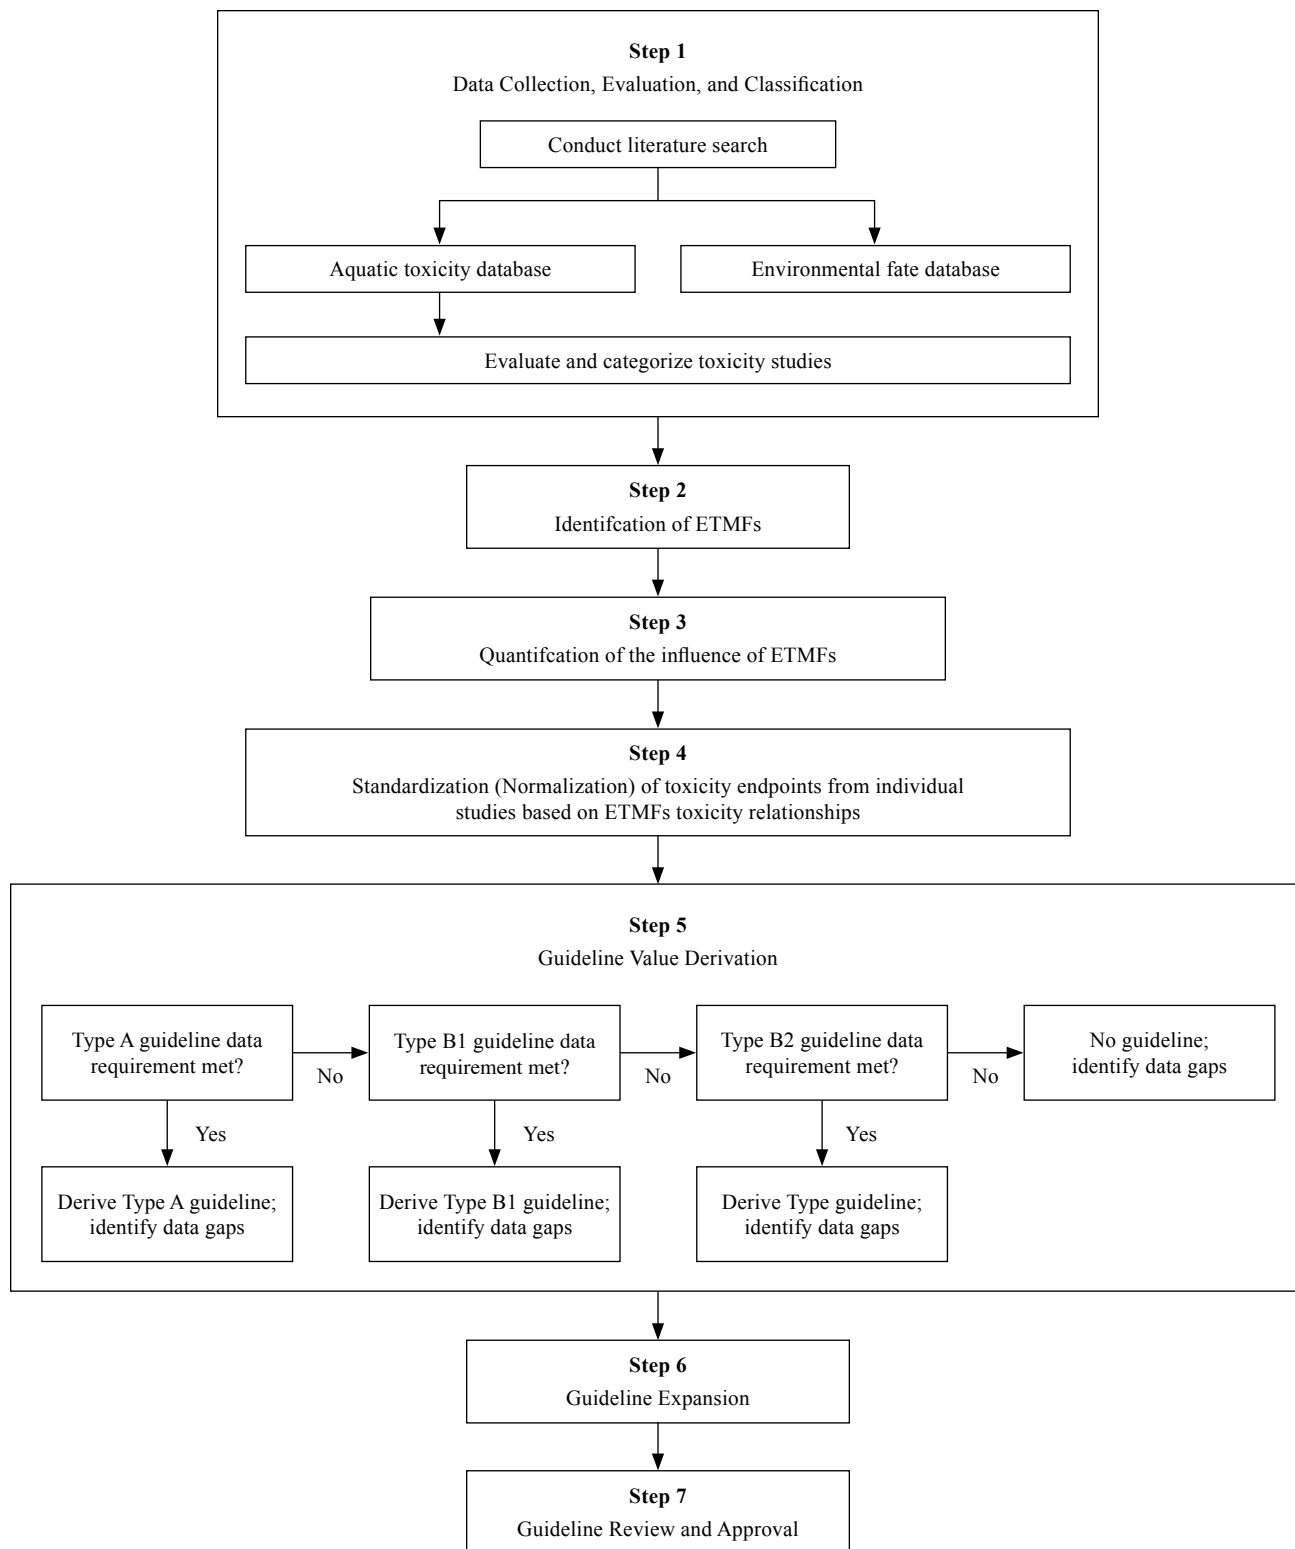 Step 1
Data Collection, Evaluation, and Classification
Conduct literature search
Aquatic toxicity database
Environmental fate database
Evaluate and categorize toxicity studies
Step 2
Identifcation of ETMFs
Step 3
Quantifcation of the influence of ETMFs
Step 4
Standardization (Normalization) of toxicity endpoints from individual
studies based on ETMFs toxicity relationships
Step 5
Guideline Value Derivation
Type A guideline data
requirement met?
No
Type B1 guideline data
requirement met?
No
Type B2 guideline data
requirement met?
No
No guideline;
identify data gaps
Yes
Yes
Yes
Derive Type A guideline;
identify data gaps
Derive Type B1 guideline;
identify data gaps
Derive Type guideline;
identify data gaps
Step 6
Guideline Expansion
Step 7
Guideline Review and Approval